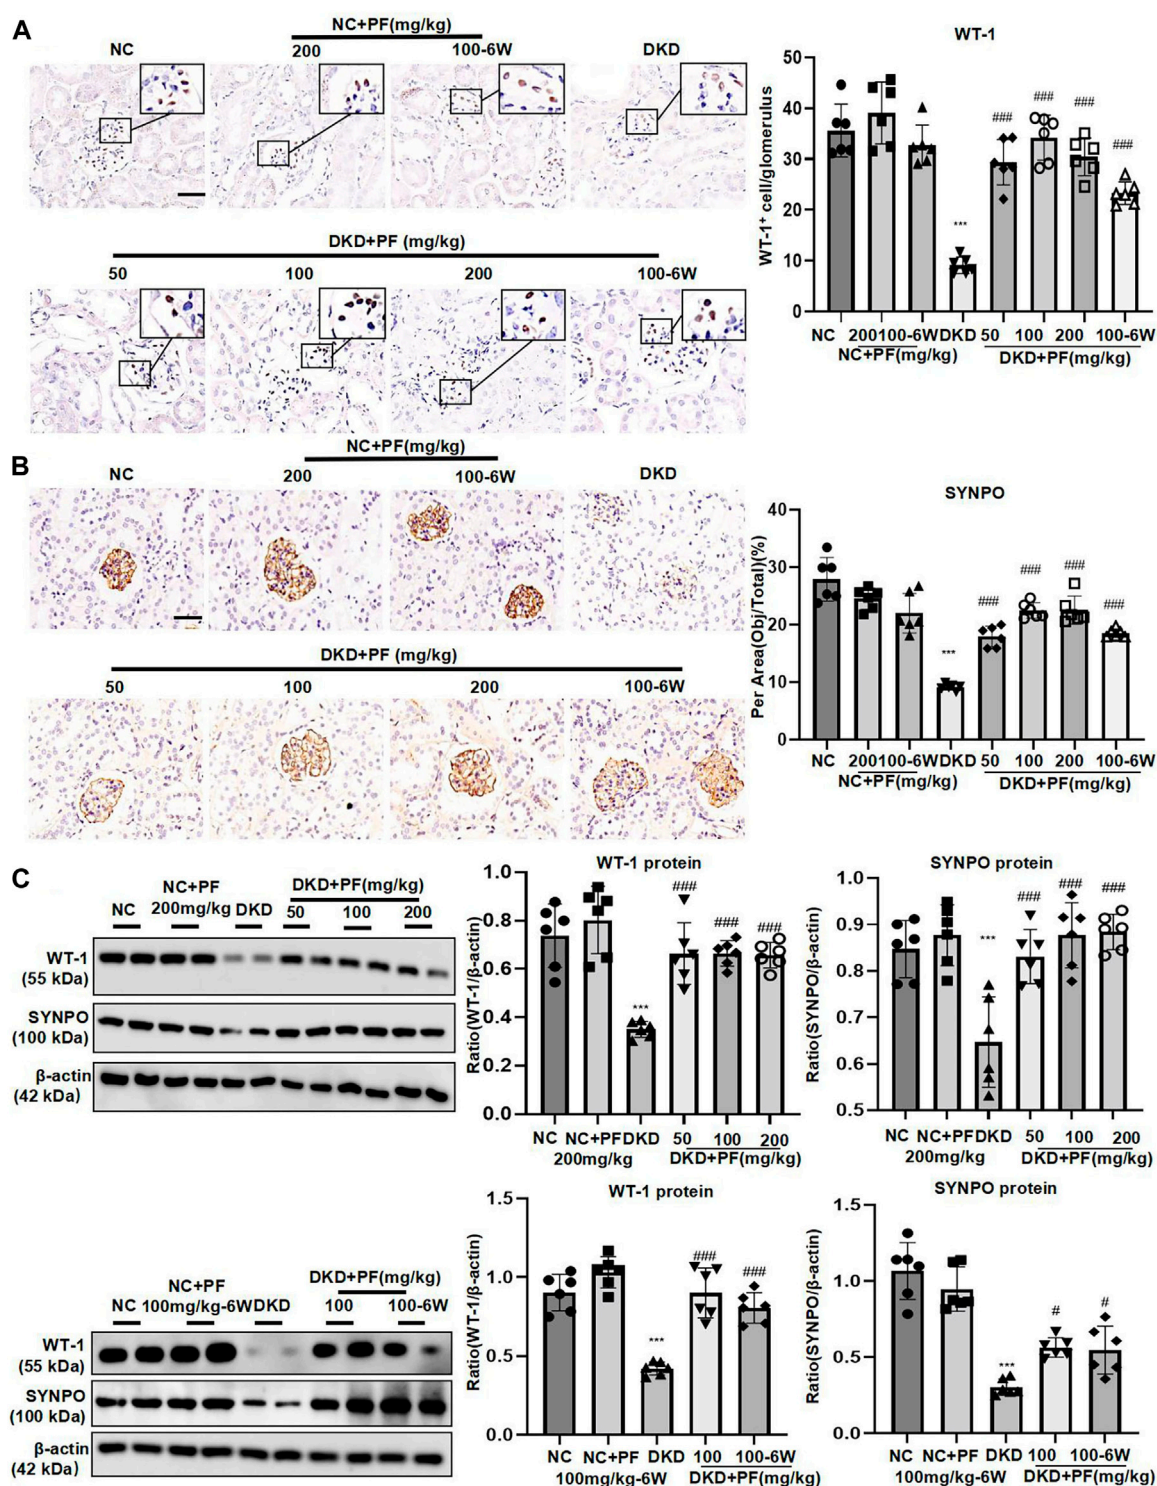 A
NC+PF(mg/kg)
NC 200 100-6W DKD
DKD+PF (mg/kg)
50 100 200 100-6W
WT-1
WT-1+ cell/glomerulus
50
40
30
20
10
0
*** ### ### ### ###
NC 200 100-6W DKD 50 100 200 100-6W
NC+PF(mg/kg) DKD+PF(mg/kg)
B
NC+PF(mg/kg)
NC 200 100-6W DKD
DKD+PF (mg/kg)
50 100 200 100-6W
SYNPO
Per Area(Obj/Total)(%)
40
30
20
10
0
*** ### ### ### ###
NC 200 100-6W DKD 50 100 200 100-6W
NC+PF(mg/kg) DKD+PF(mg/kg)
C
NC+PF DKD+PF(mg/kg)
NC 200mg/kg DKD 50 100 200
WT-1
(55 kDa)
SYNPO
(100 kDa)
β-actin
(42 kDa)
WT-1 protein
Ratio(WT-1/β-actin)
1.0
0.8
0.6
0.4
0.2
0.0
*** ### ### ###
NC NC+PF DKD 50 100 200
200mg/kg DKD+PF(mg/kg)
SYNPO protein
Ratio(SYNPO/β-actin)
1.0
0.9
0.8
0.7
0.6
0.5
*** ### ### ###
NC NC+PF DKD 50 100 200
200mg/kg DKD+PF(mg/kg)
NC+PF DKD+PF(mg/kg)
NC 100mg/kg-6W DKD 100 100-6W
WT-1
(55 kDa)
SYNPO
(100 kDa)
β-actin
(42 kDa)
WT-1 protein
Ratio(WT-1/β-actin)
1.5
1.0
0.5
0.0
*** ### ###
NC NC+PF DKD 100 100-6W
100mg/kg-6W DKD+PF(mg/kg)
SYNPO protein
Ratio(SYNPO/β-actin)
1.5
1.0
0.5
0.0
*** # #
NC NC+PF DKD 100 100-6W
100mg/kg-6W DKD+PF(mg/kg)